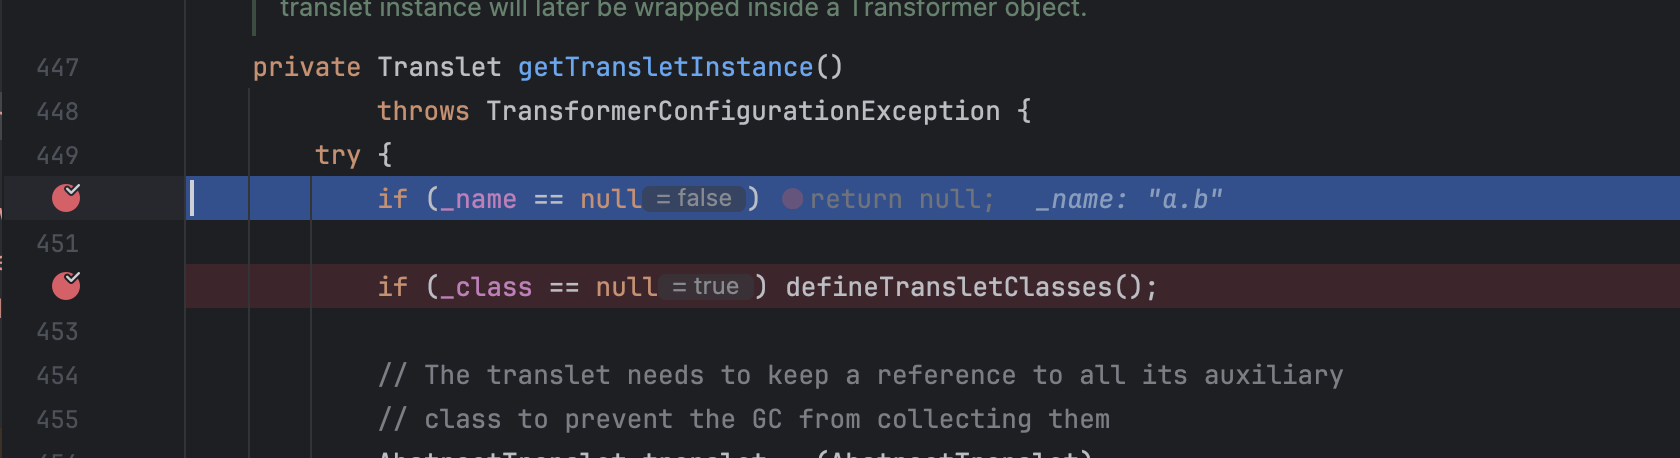 translet instance will later be wrapped inside a Transformer object.
447 private Translet getTransletInstance()
448 throws TransformerConfigurationException {
449 try {
if (_name == null = false ) return null; _name: "a.b"
451
if (_class == null = true ) defineTransletClasses();
453
454 // The translet needs to keep a reference to all its auxiliary
455 // class to prevent the GC from collecting them